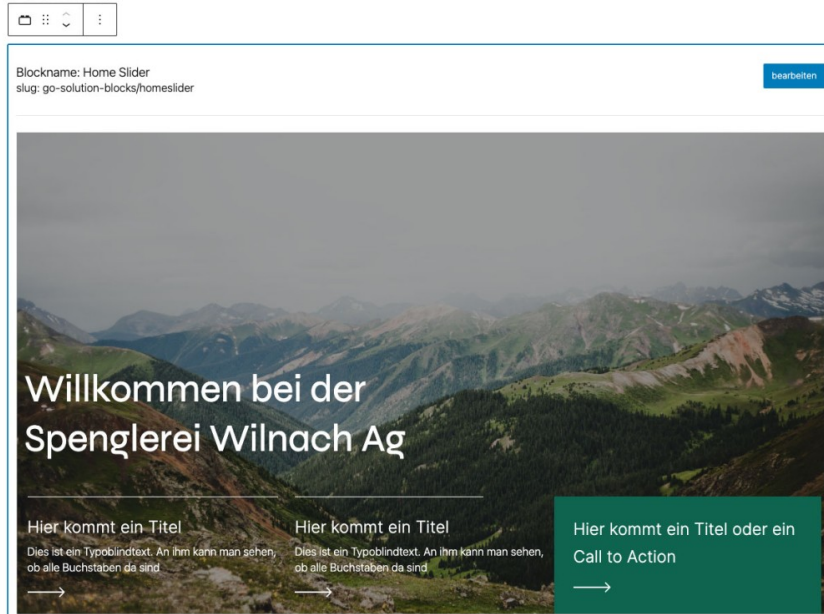 Blockname: Home Slider
slug: go-solution-blocks/homeslider
bearbeiten
Willkommen bei der
Spenglerei Wilnach Ag
Hier kommt ein Titel
Dies ist ein Typoblindtext. An ihm kann man sehen,
ob alle Buchstaben da sind
Hier kommt ein Titel
Dies ist ein Typoblindtext. An ihm kann man sehen,
ob alle Buchstaben da sind
Hier kommt ein Titel oder ein
Call to Action